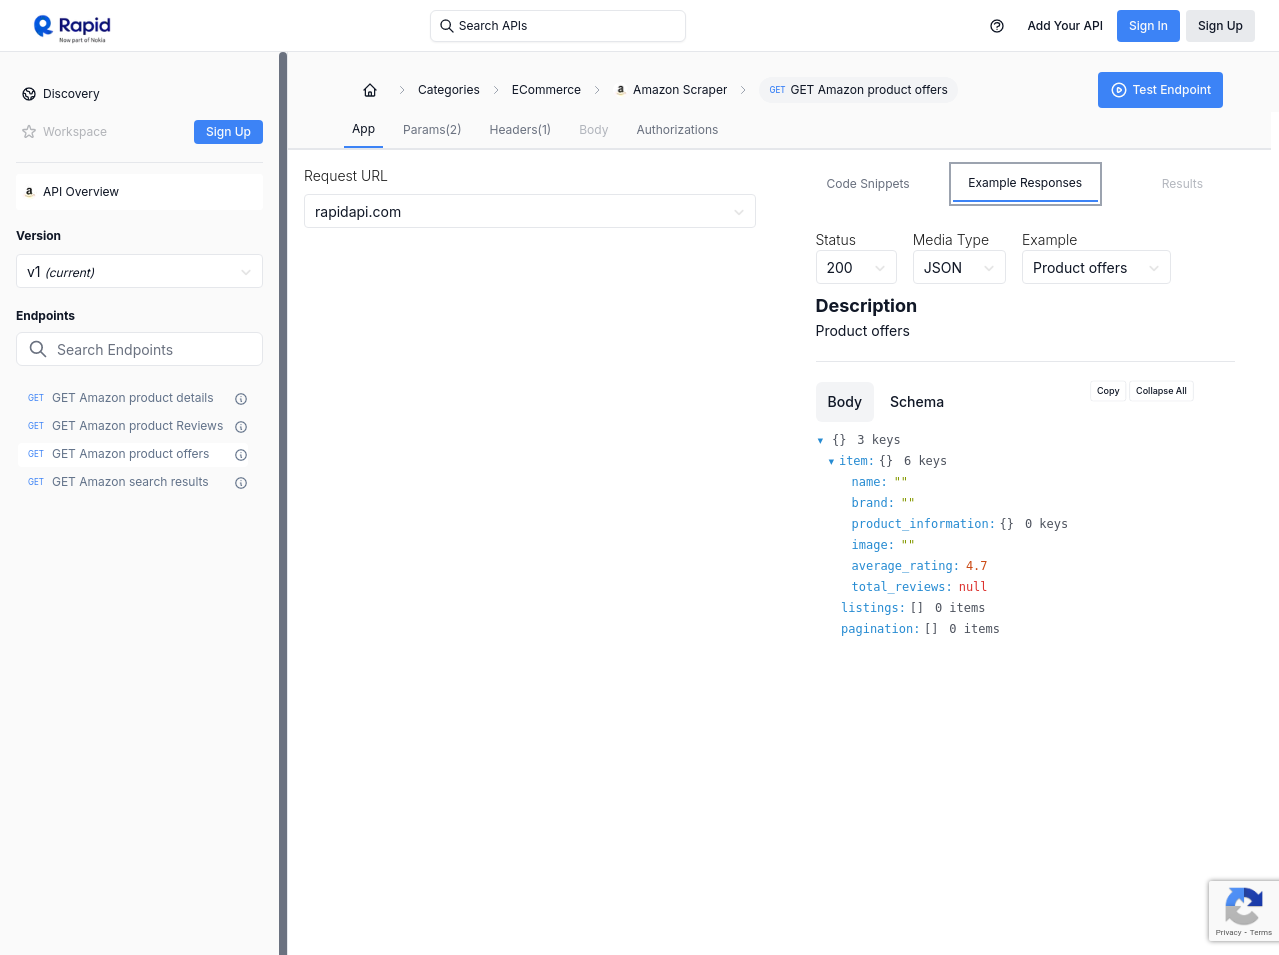 Rapid
Now part of Nokia
Search APIs
Add Your API
Sign In
Sign Up
Discovery
Workspace
Sign Up
API Overview
Version
v1 (current)
Endpoints
Search Endpoints
GET GET Amazon product details
GET GET Amazon product Reviews
GET GET Amazon product offers
GET GET Amazon search results
Categories
ECommerce
a Amazon Scraper
GET GET Amazon product offers
Test Endpoint
App
Params(2)
Headers(1)
Body
Authorizations
Request URL
rapidapi.com
Code Snippets
Example Responses
Results
Status
Media Type
Example
200
JSON
Product offers
Description
Product offers
Copy
Collapse All
Body
Schema
{} 3 keys
item: {} 6 keys
name: ""
brand: ""
product_information: {} 0 keys
image: ""
average_rating: 4.7
total_reviews: null
listings: [] 0 items
pagination: [] 0 items
Privacy - Terms